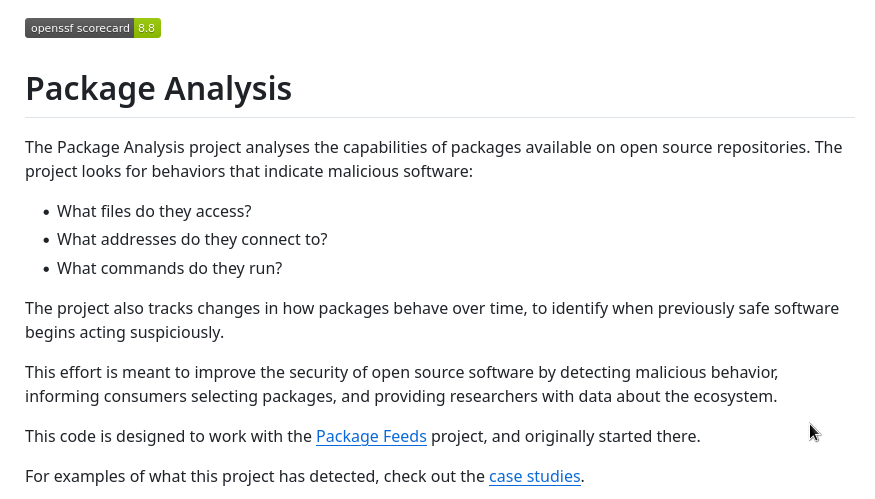 openssf scorecard 8.8
Package Analysis
The Package Analysis project analyses the capabilities of packages available on open source repositories. The
project looks for behaviors that indicate malicious software:
• What files do they access?
• What addresses do they connect to?
• What commands do they run?
The project also tracks changes in how packages behave over time, to identify when previously safe software
begins acting suspiciously.
This effort is meant to improve the security of open source software by detecting malicious behavior,
informing consumers selecting packages, and providing researchers with data about the ecosystem.
This code is designed to work with the Package Feeds project, and originally started there.
For examples of what this project has detected, check out the case studies.